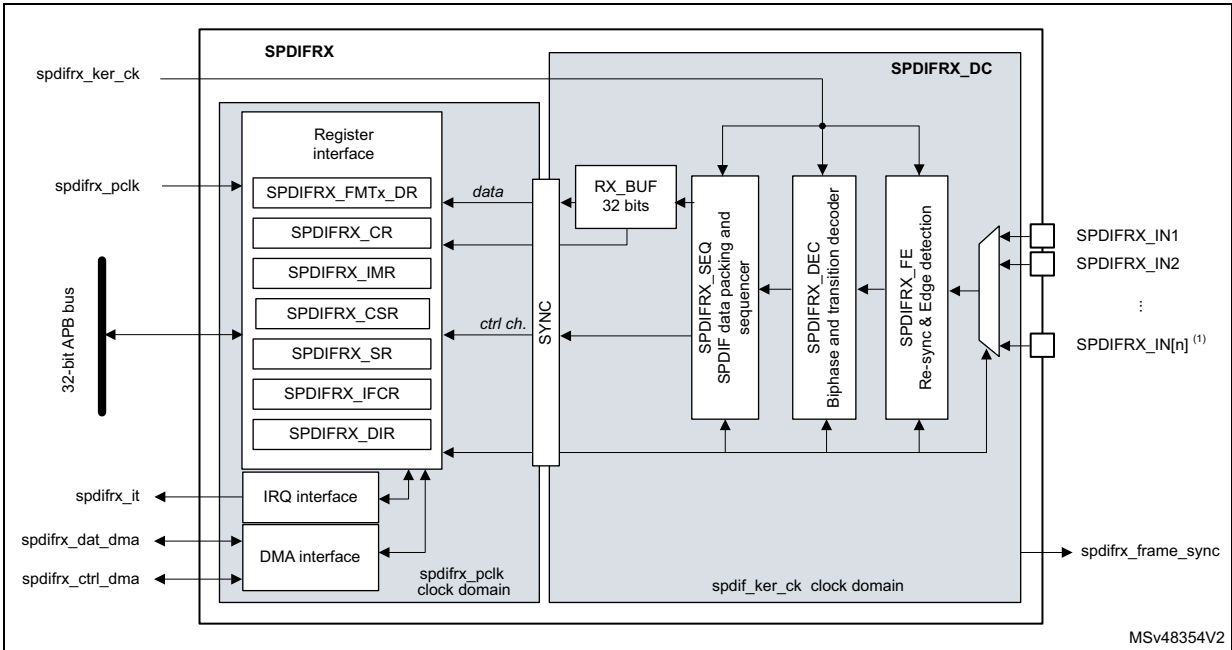 SPDIFRX
SPDIFRX_DC
spdifrx_ker_ck
Register
interface
spdifrx_pclk
SPDIFRX_FMTx_DR
SPDIFRX_CR
SPDIFRX_IMR
SPDIFRX_CSR
SPDIFRX_SR
SPDIFRX_IFCR
SPDIFRX_DIR
32-bit APB bus
data
ctrl ch.
SYNC
RX_BUF
32 bits
SPDIFRX_SEQ
SPDIF data packing and
sequencer
SPDIFRX_DEC
Biphase and transition decoder
SPDIFRX_FE
Re-sync & Edge detection
SPDIFRX_IN1
SPDIFRX_IN2
...
SPDIFRX_IN[n] (1)
spdifrx_it
IRQ interface
spdifrx_dat_dma
DMA interface
spdifrx_ctrl_dma
spdifrx_pclk
clock domain
spdif_ker_ck clock domain
spdifrx_frame_sync
MSv48354V2